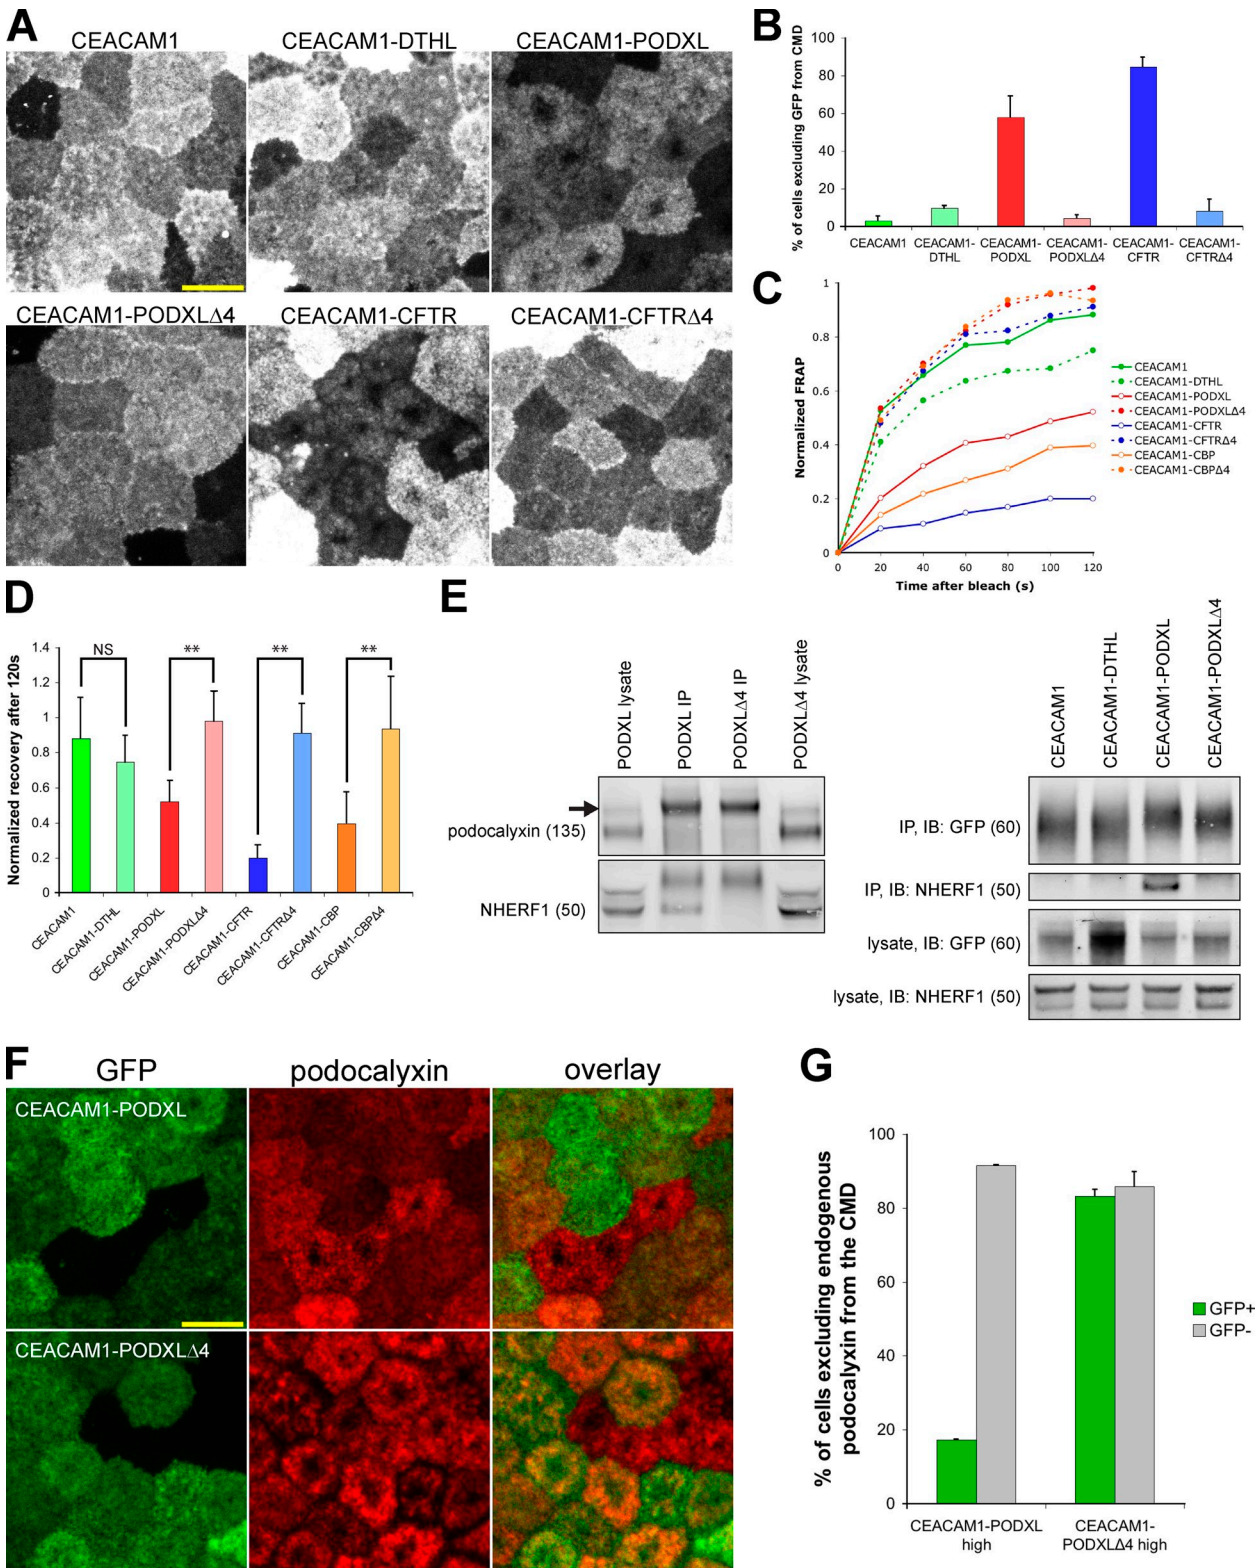 A
CEACAM1
CEACAM1-DTHL
CEACAM1-PODXL
CEACAM1-PODXLΔ4
CEACAM1-CFTR
CEACAM1-CFTRΔ4
B
% of cells excluding GFP from CMD
100
80
60
40
20
0
CEACAM1
CEACAM1-
DTHL
CEACAM1-
PODXL
CEACAM1-
PODXLΔ4
CEACAM1-
CFTR
CEACAM1-
CFTRΔ4
C
Normalized FRAP
1
0.8
0.6
0.4
0.2
0
0
20
40
60
80
100
120
Time after bleach (s)
CEACAM1
CEACAM1-DTHL
CEACAM1-PODXL
CEACAM1-PODXLΔ4
CEACAM1-CFTR
CEACAM1-CFTRΔ4
CEACAM1-CBP
CEACAM1-CBPΔ4
D
Normalized recovery after 120s
1.4
1.2
1
0.8
0.6
0.4
0.2
0
NS
**
**
**
CEACAM1
CEACAM1-DTHL
CEACAM1-PODXL
CEACAM1-PODXLΔ4
CEACAM1-CFTR
CEACAM1-CFTRΔ4
CEACAM1-CBP
CEACAM1-CBPΔ4
E
PODXL lysate
PODXL IP
PODXLΔ4 IP
PODXLΔ4 lysate
podocalyxin (135)
NHERF1 (50)
CEACAM1
CEACAM1-DTHL
CEACAM1-PODXL
CEACAM1-PODXLΔ4
IP, IB: GFP (60)
IP, IB: NHERF1 (50)
lysate, IB: GFP (60)
lysate, IB: NHERF1 (50)
F
GFP
podocalyxin
overlay
CEACAM1-PODXL
CEACAM1-PODXLΔ4
G
% of cells excluding endogenous
podocalyxin from the CMD
100
80
60
40
20
0
CEACAM1-PODXL
high
CEACAM1-
PODXLΔ4 high
GFP+
GFP-